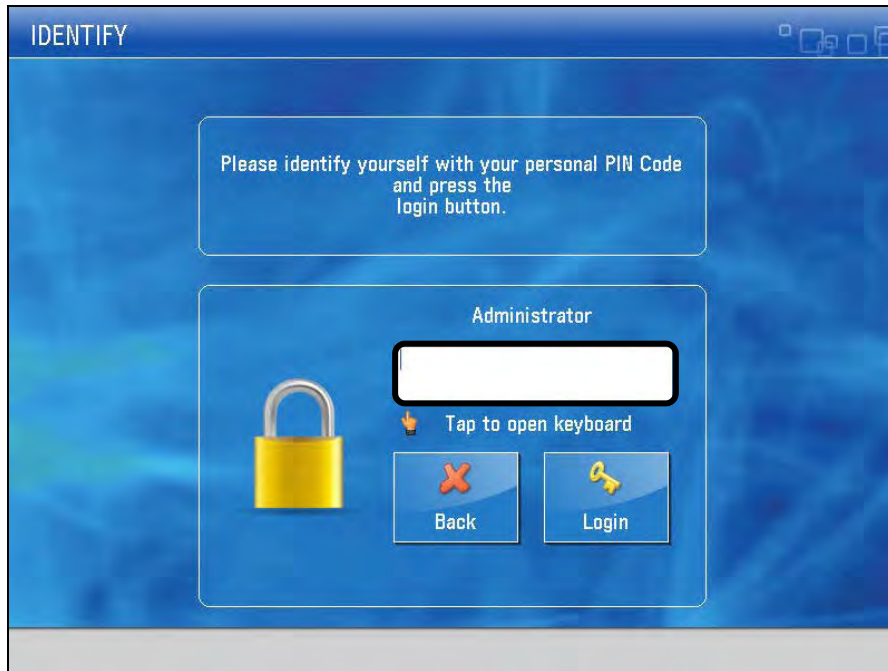 IDENTIFY
Please identify yourself with your personal PIN Code
and press the
login button.
Administrator
Tap to open keyboard
Back
Login